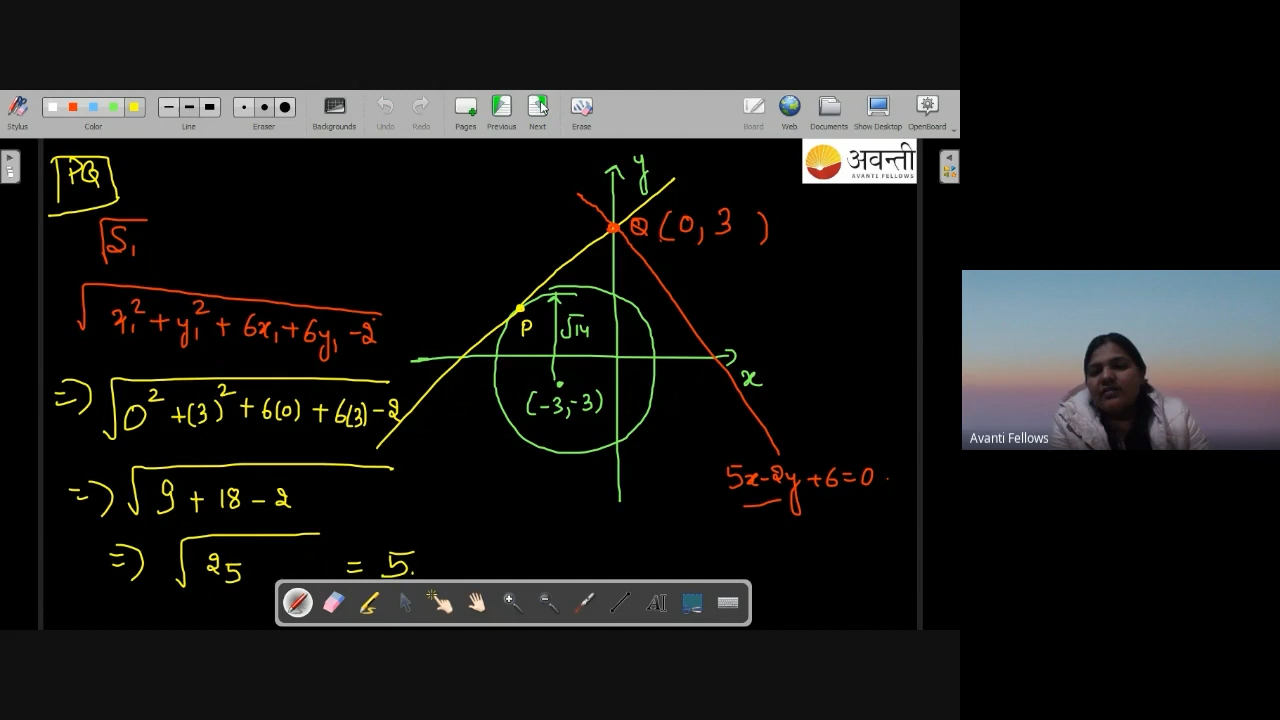 Stylus
Color
Line
Eraser
Backgrounds
Undo
Redo
Pages
Previous
Next
Erase
Board
Web
Documents
Show Desktop
OpenBoard
अवन्ती
AVANTI FELLOWS
PQ
√S₁
√x₁² + y₁² + 6x₁ + 6y₁ - 2
=> √0² + (3)² + 6(0) + 6(3) - 2
=> √9 + 18 - 2
=> √25 = 5.
y
Q (0, 3 )
P
√14
x
(-3,-3)
5x-2y+6=0.
AI
Avanti Fellows